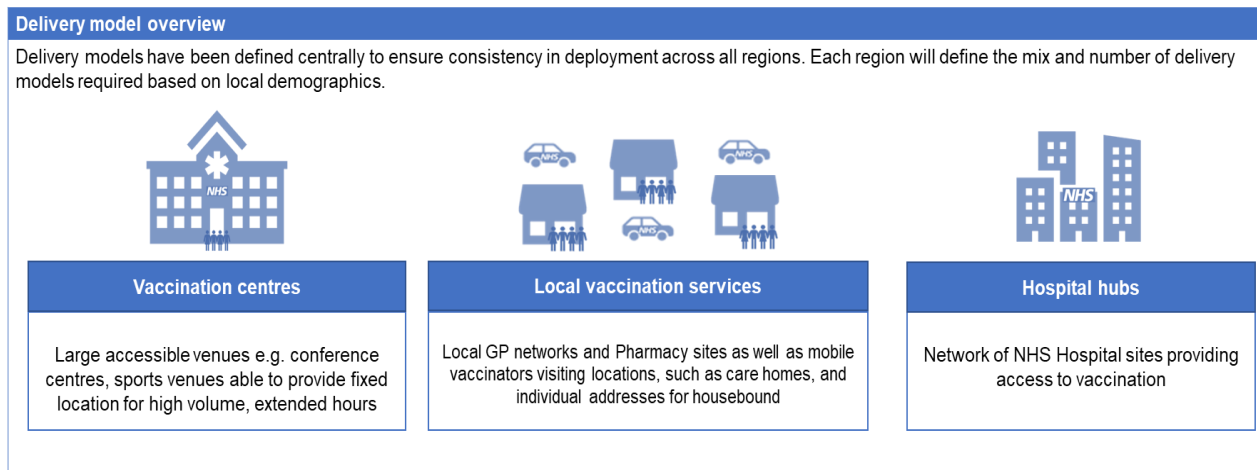 Delivery model overview
Delivery models have been defined centrally to ensure consistency in deployment across all regions. Each region will define the mix and number of delivery
models required based on local demographics.
NHS
NHS
NHS
NHS
NHS
Vaccination centres
Local vaccination services
Hospital hubs
Large accessible venues e.g. conference
centres, sports venues able to provide fixed
location for high volume, extended hours
Local GP networks and Pharmacy sites as well as mobile
vaccinators visiting locations, such as care homes, and
individual addresses for housebound
Network of NHS Hospital sites providing
access to vaccination